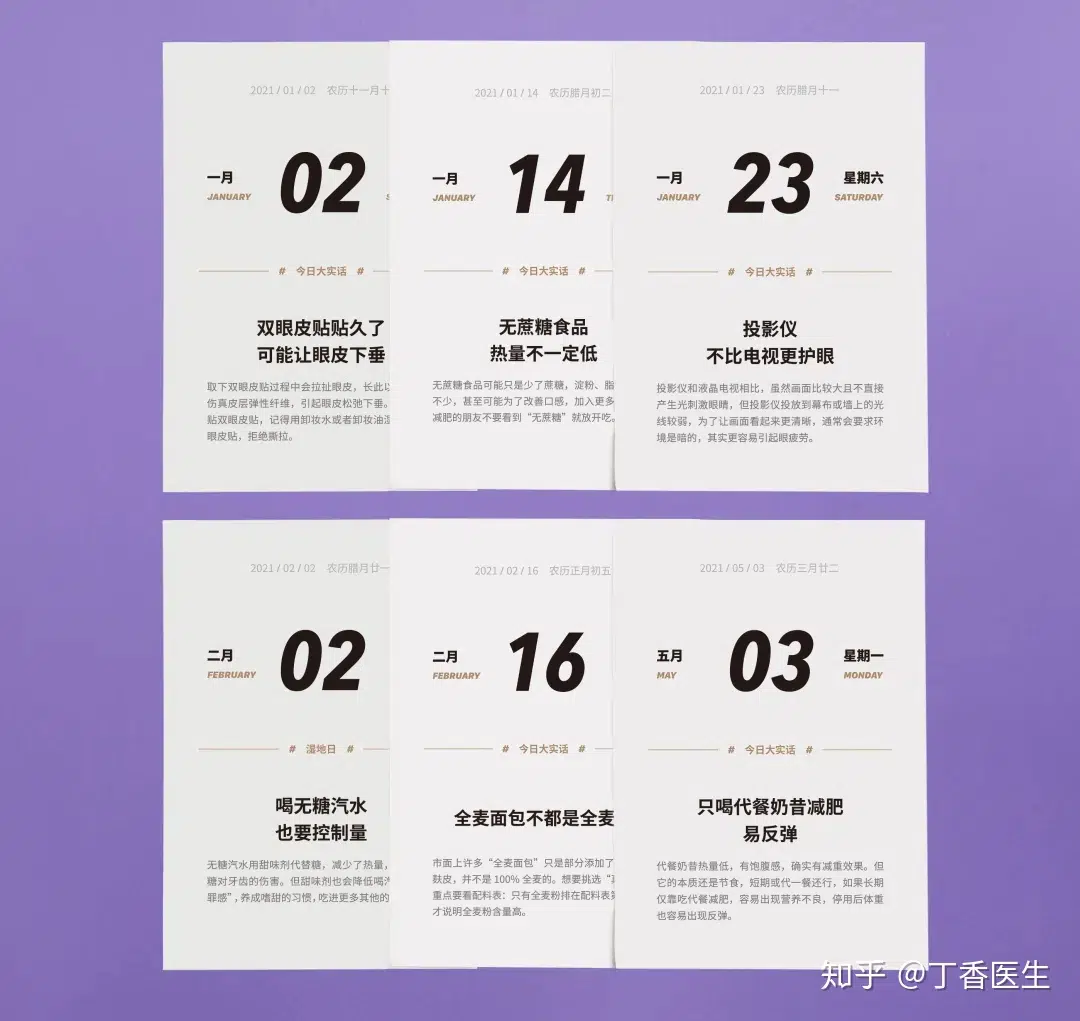 2021 / 01 / 02 农历十一月十
一月
JANUARY
02
# 今日大实话 #
双眼皮贴贴久了
可能让眼皮下垂
取下双眼皮贴过程中会拉扯眼皮，长此以
伤真皮层弹性纤维，引起眼皮松弛下垂。
贴双眼皮贴，记得用卸妆水或者卸妆油湿
眼皮贴，拒绝撕拉。
2021 / 01 / 14 农历腊月初二
一月
JANUARY
14
# 今日大实话 #
无蔗糖食品
热量不一定低
无蔗糖食品可能只是少了蔗糖，淀粉、脂
不少，甚至可能为了改善口感，加入更多
减肥的朋友不要看到“无蔗糖”就放开吃。
2021 / 01 / 23 农历腊月十一
一月
JANUARY
23
星期六
SATURDAY
# 今日大实话 #
投影仪
不比电视更护眼
投影仪和液晶电视相比，虽然画面比较大且不直接
产生光刺激眼睛，但投影仪投放到幕布或墙上的光
线较弱，为了让画面看起来更清晰，通常会要求环
境是暗的，其实更容易引起眼疲劳。
2021 / 02 / 02 农历腊月廿一
二月
FEBRUARY
02
# 湿地日 #
喝无糖汽水
也要控制量
无糖汽水用甜味剂代替糖，减少了热量，
糖对牙齿的伤害。但甜味剂也会降低喝汽
罪感”，养成嗜甜的习惯，吃进更多其他的
2021 / 02 / 16 农历正月初五
二月
FEBRUARY
16
# 今日大实话 #
全麦面包不都是全麦
市面上许多“全麦面包”只是部分添加了
麸皮，并不是 100% 全麦的。想要挑选“真
重点要看配料表：只有全麦粉排在配料表第
才说明全麦粉含量高。
2021 / 05 / 03 农历三月廿二
五月
MAY
03
星期一
MONDAY
# 今日大实话 #
只喝代餐奶昔减肥
易反弹
代餐奶昔热量低，有饱腹感，确实有减重效果。但
它的本质还是节食，短期或代一餐还行，如果长期
仅靠吃代餐减肥，容易出现营养不良，停用后体重
也容易出现反弹。
知乎 @丁香医生